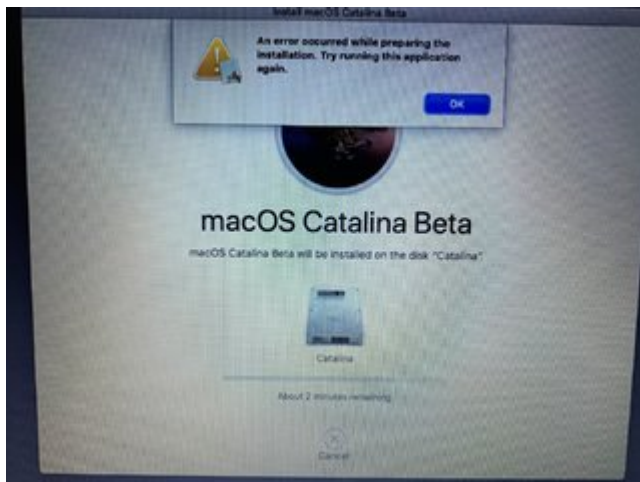 Install macOS Catalina Beta
An error occurred while preparing the
installation. Try running this application
again.
OK
macOS Catalina Beta
macOS Catalina Beta will be installed on the disk "Catalina".
Catalina
About 2 minutes remaining
Cancel